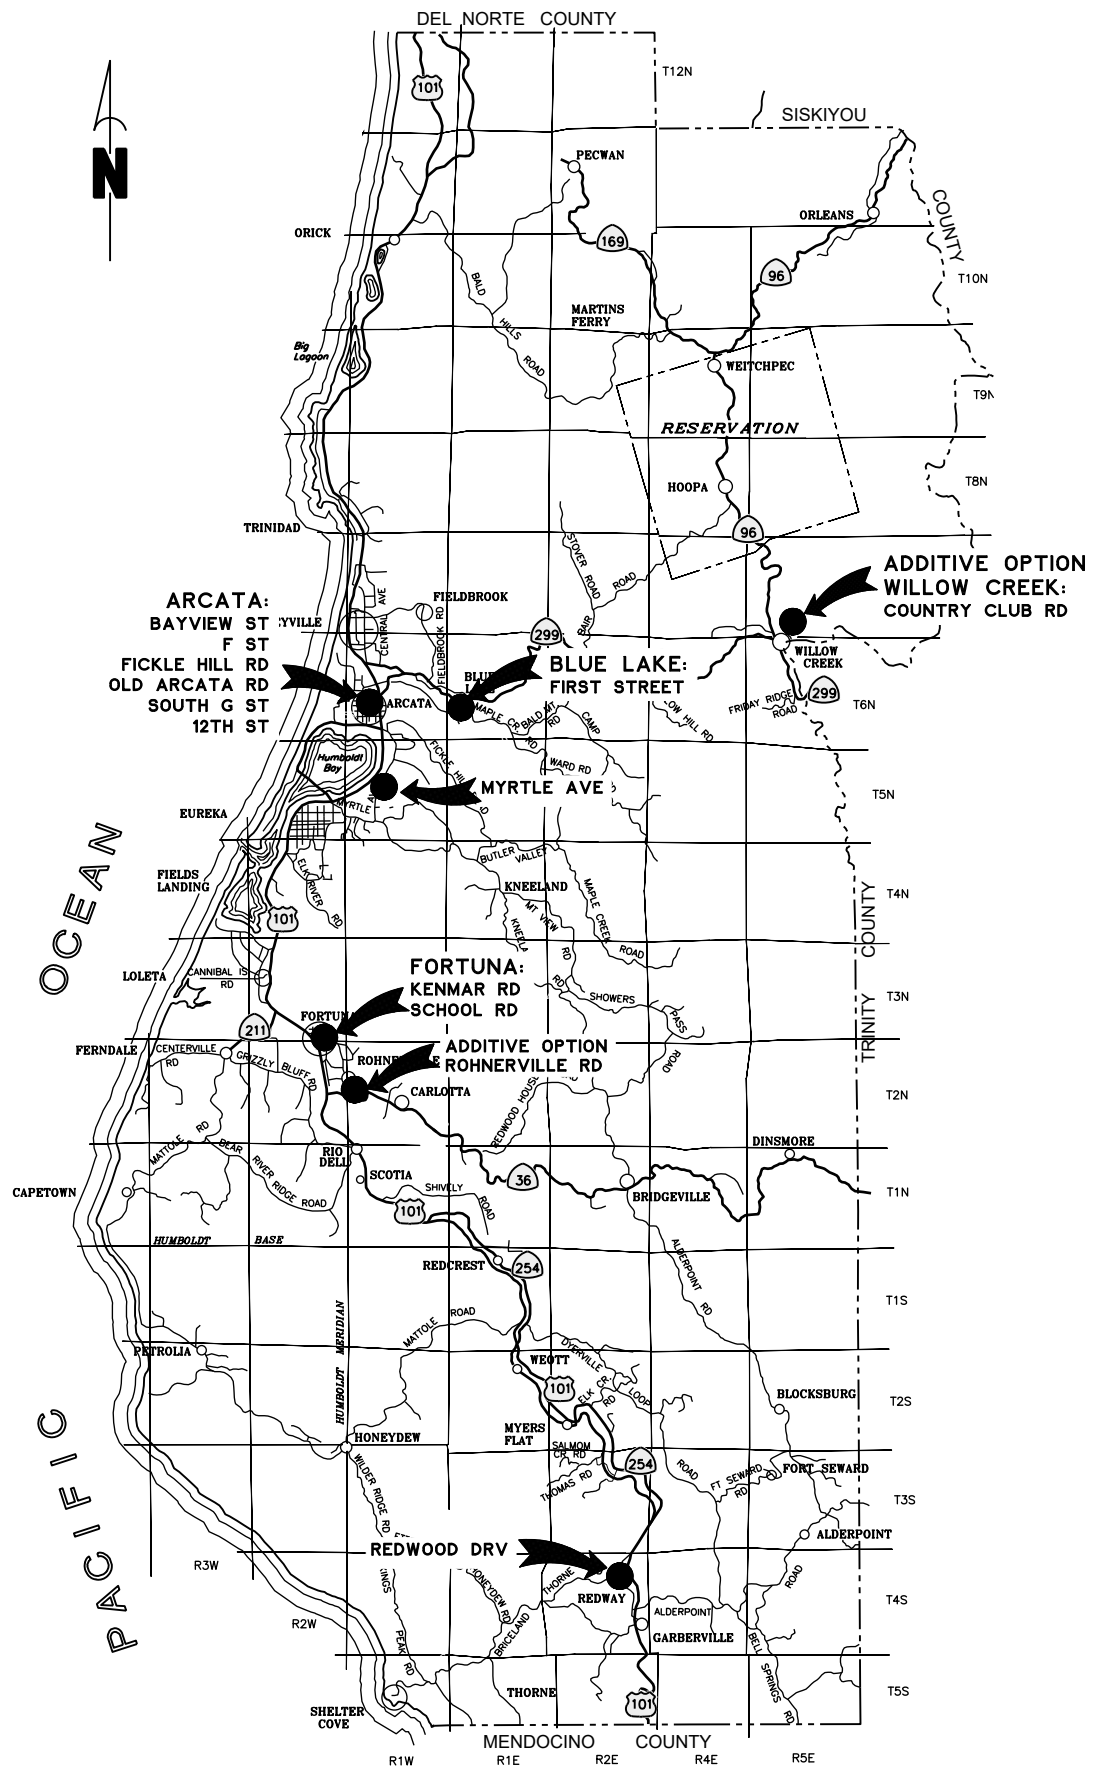 DEL NORTE COUNTY
101
T12N
SISKIYOU
COUNTY
N
PECWAN
ORLEANS
ORICK
169
96
T10N
BALD
HILLS
ROAD
MARTINS
FERRY
Big
Lagoon
WEITCHPEC
T9N
RESERVATION
HOOPA
T8N
TRINIDAD
96
STOVER ROAD
ROAD
BAIR
ADDITIVE OPTION
WILLOW CREEK:
COUNTRY CLUB RD
ARCATA:
BAYVIEW ST
F ST
FICKLE HILL RD
OLD ARCATA RD
SOUTH G ST
12TH ST
YVILLE
CENTRAL AVE
FIELDBROOK
FIELDBROOK RD
299
WILLOW
CREEK
BLUE LAKE:
FIRST STREET
BLUE
ARCATA
MAPLE CR.
RD
BALD MT
RD
CAMP
LOW HILL RD
FRIDAY RIDGE
ROAD
299
T6N
Humboldt
Bay
FICKLE HILL
RD
WARD RD
MYRTLE AVE
MYRTLE
T5N
EUREKA
FIELDS
LANDING
ELK RIVER RD
BUTLER VALLEY
KNEELAND
MT VIEW
RD
MAPLE CREEK
ROAD
T4N
OCEAN
101
LOLETA
CANNIBAL IS
RD
FORTUNA:
KENMAR RD
SCHOOL RD
RD
SHOWERS
PASS
ROAD
T3N
TRINITY COUNTY
211
FERNDALE
CENTERVILLE
RD
GRIZZLY BLUFF RD
ADDITIVE OPTION
ROHNERVILLE RD
CARLOTTA
REDWOOD HOUSE
T2N
MATTOLE RD
BEAR
RIVER RIDGE ROAD
RIO
DELL
SCOTIA
SHIVELY
ROAD
36
DINSMORE
BRIDGEVILLE
T1N
CAPETOWN
101
HUMBOLDT BASE
REDCREST
254
ALDERPOINT
RD
T1S
HUMBOLDT MERIDIAN
MATTOLE ROAD
PETROLIA
WEOTT
DYERVILLE
LOOP
101
ELK CR.
RD
BLOCKSBURG
T2S
MYERS
FLAT
HONEYDEW
SALMOM
CR RD
THOMAS RD
254
ROAD
FT SEWARD
RD
FORT SEWARD
T3S
WILDER RIDGE RD
ALDERPOINT
REDWOOD DRV
R3W
PACIFIC
HONEYDEW RD
THORNE
REDWAY
ROAD
T4S
R2W
ALDERPOINT
GARBERVILLE
BRICELAND
BELL SPRINGS RD
PEAK RD
THORNE
101
T5S
SHELTER
COVE
MENDOCINO COUNTY
R1W
R1E
R2E
R4E
R5E